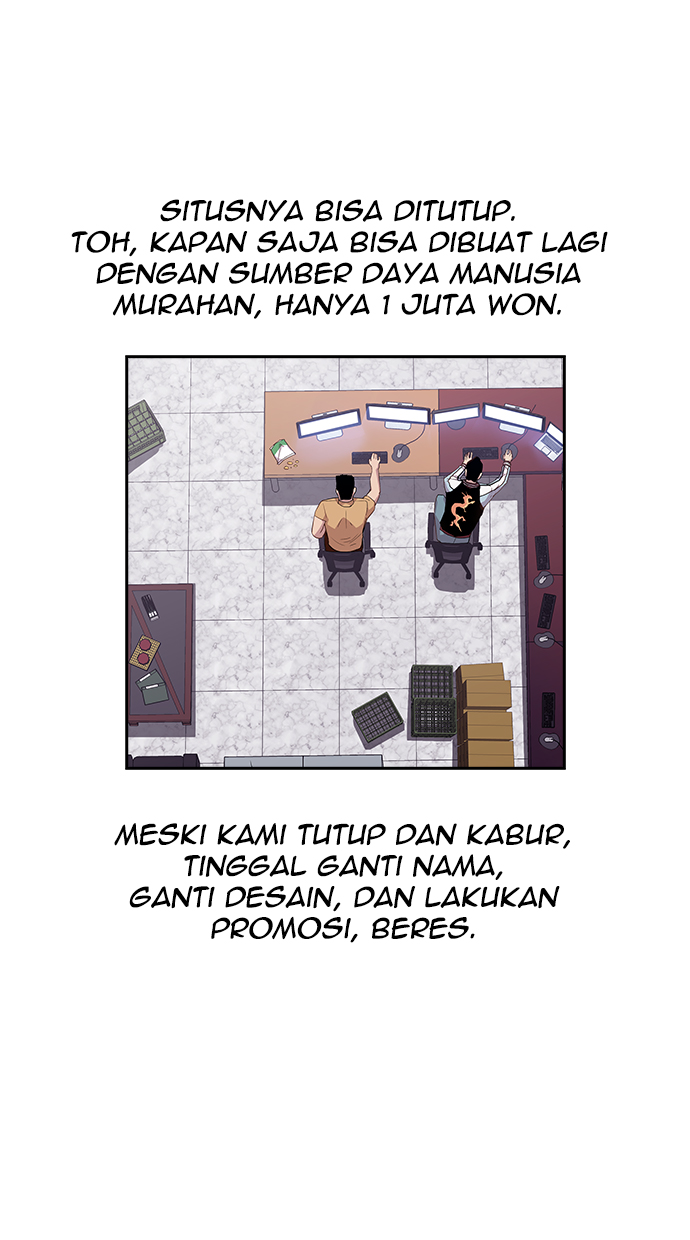 SITUSNYA BISA DITUTUP.
TOH, KAPAN SAJA BISA DIBUAT LAGI
DENGAN SUMBER DAYA MANUSIA
MURAHAN, HANYA 1 JUTA WON.
MESKI KAMI TUTUP DAN KABUR,
TINGGAL GANTI NAMA,
GANTI DESAIN, DAN LAKUKAN
PROMOSI, BERES.